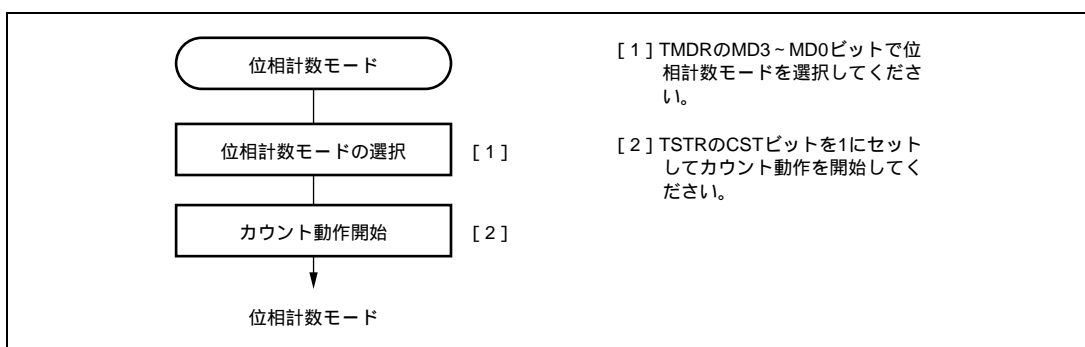 位相計数モード
位相計数モードの選択 [1]
カウント動作開始 [2]
位相計数モード
[1] TMDRのMD3~MD0ビットで位
相計数モードを選択してくださ
い。
[2] TSTRのCSTビットを1にセット
してカウント動作を開始してく
ださい。